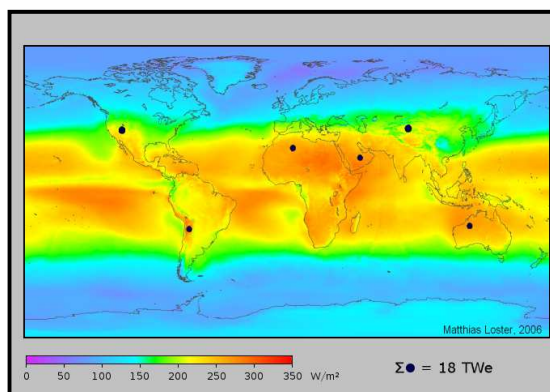 Matthias Loster, 2006
0 50 100 150 200 250 300 350 W/m²
Σ● = 18 TWe